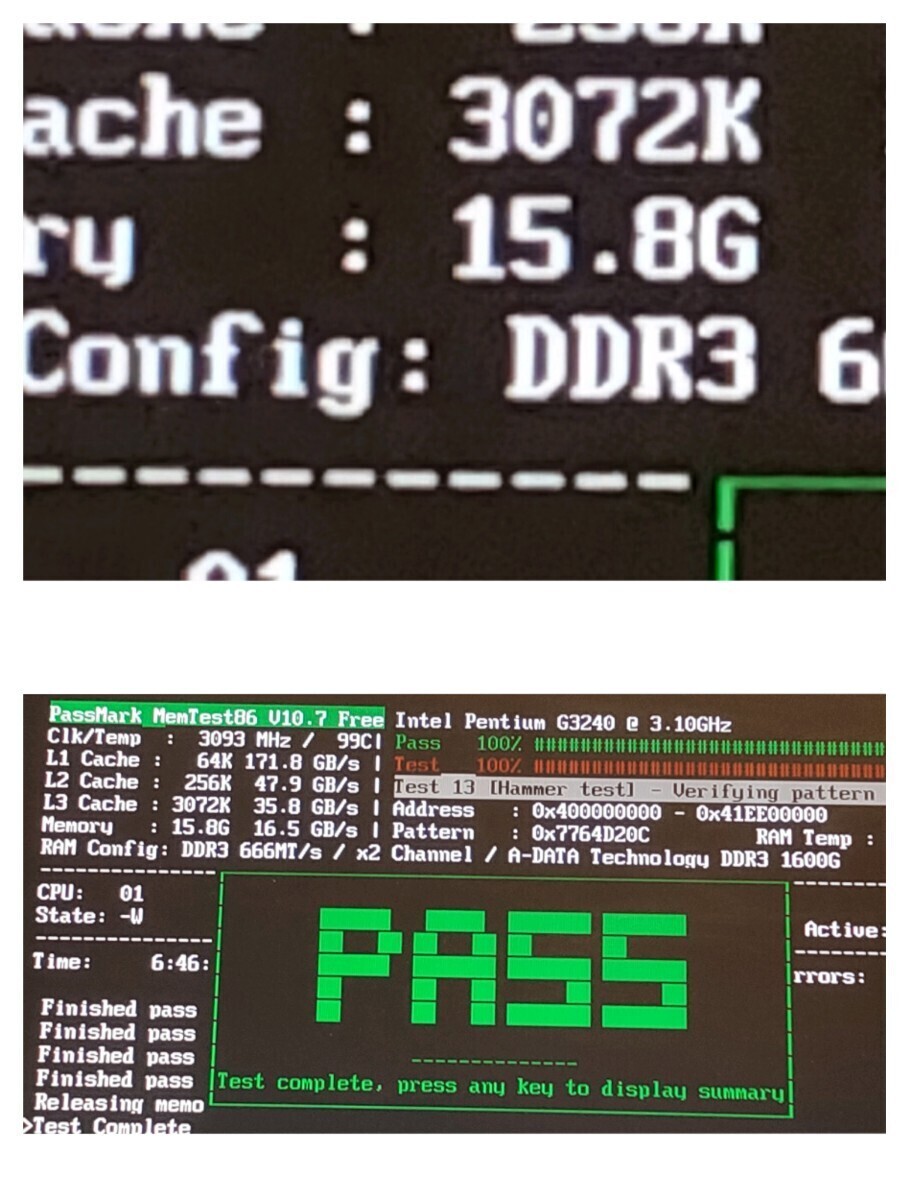 ache : 3072K
ry : 15.8G
Config: DDR3
01
PassMark MemTest86 V10.7 Free
Intel Pentium G3240 @ 3.10GHz
Clk/Temp : 3093 MHz / 99C|
Pass 100%
L1 Cache : 64K 171.8 GB/s |
Test 100%
L2 Cache : 256K 47.9 GB/s |
Test 13 [Hammer test] - Verifying pattern
L3 Cache : 3072K 35.8 GB/s |
Address : 0x400000000 - 0x41EE00000
Memory : 15.8G 16.5 GB/s |
Pattern : 0x7764D20C RAM Temp :
RAM Config: DDR3 666MT/s / x2 Channel / A-DATA Technology DDR3 1600G
CPU: 01
State: -W
Active:
Time: 6:46:
rrors:
PASS
Finished pass
Finished pass
Finished pass
Finished pass
Test complete, press any key to display summary
Releasing memo
>Test Complete